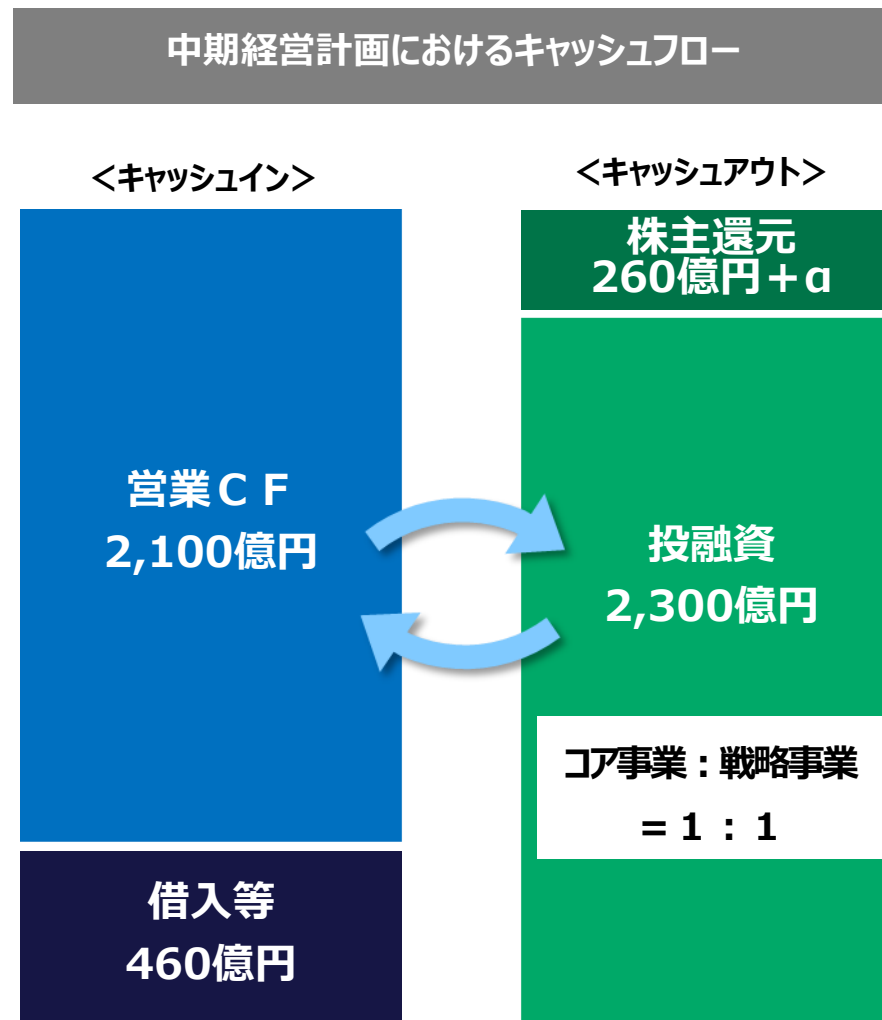 中期経営計画におけるキャッシュフロー
＜キャッシュイン＞
営業ＣＦ
2,100億円
借入等
460億円
＜キャッシュアウト＞
株主還元
260億円＋α
投融資
2,300億円
コア事業：戦略事業
＝１：１